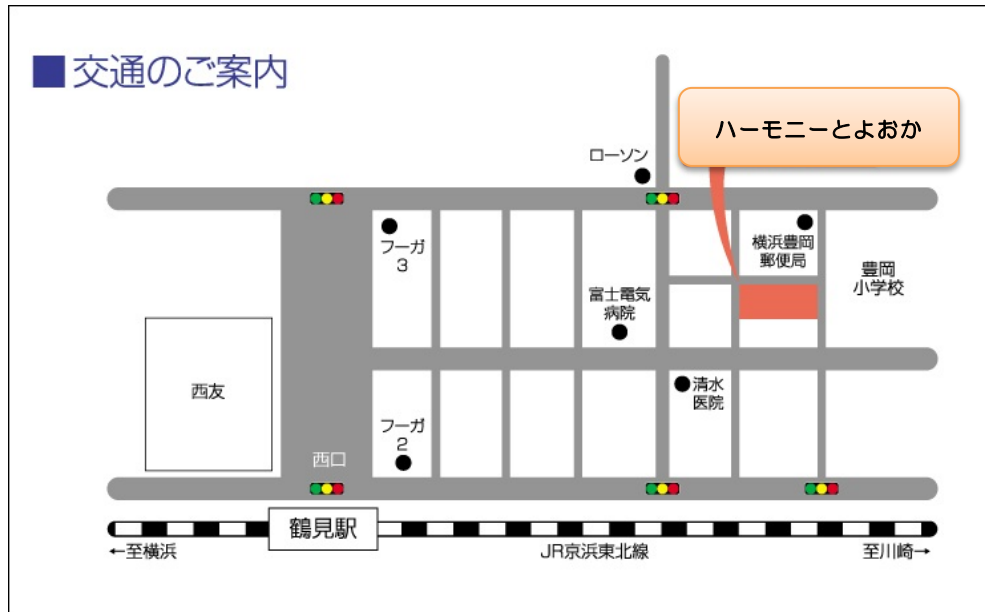 ■交通のご案内
ハーモニーとよおか
ローソン
フーガ
3
横浜豊岡
郵便局
豊岡
小学校
富士電気
病院
西友
清水
医院
フーガ
2
西口
鶴見駅
←至横浜
JR京浜東北線
至川崎→